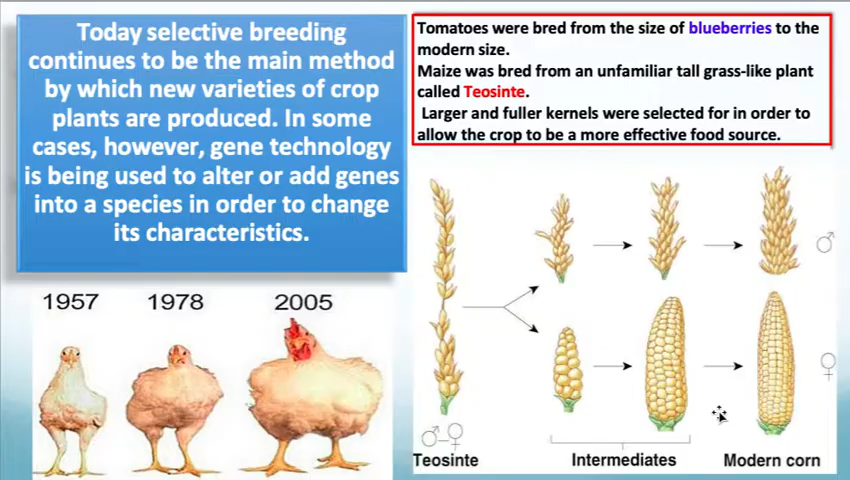 Today selective breeding
continues to be the main method
by which new varieties of crop
plants are produced. In some
cases, however, gene technology
is being used to alter or add genes
into a species in order to change
its characteristics.
Tomatoes were bred from the size of blueberries to the
modern size.
Maize was bred from an unfamiliar tall grass-like plant
called Teosinte.
Larger and fuller kernels were selected for in order to
allow the crop to be a more effective food source.
1957 1978 2005
♂
♀
♂-♀
Teosinte Intermediates Modern corn